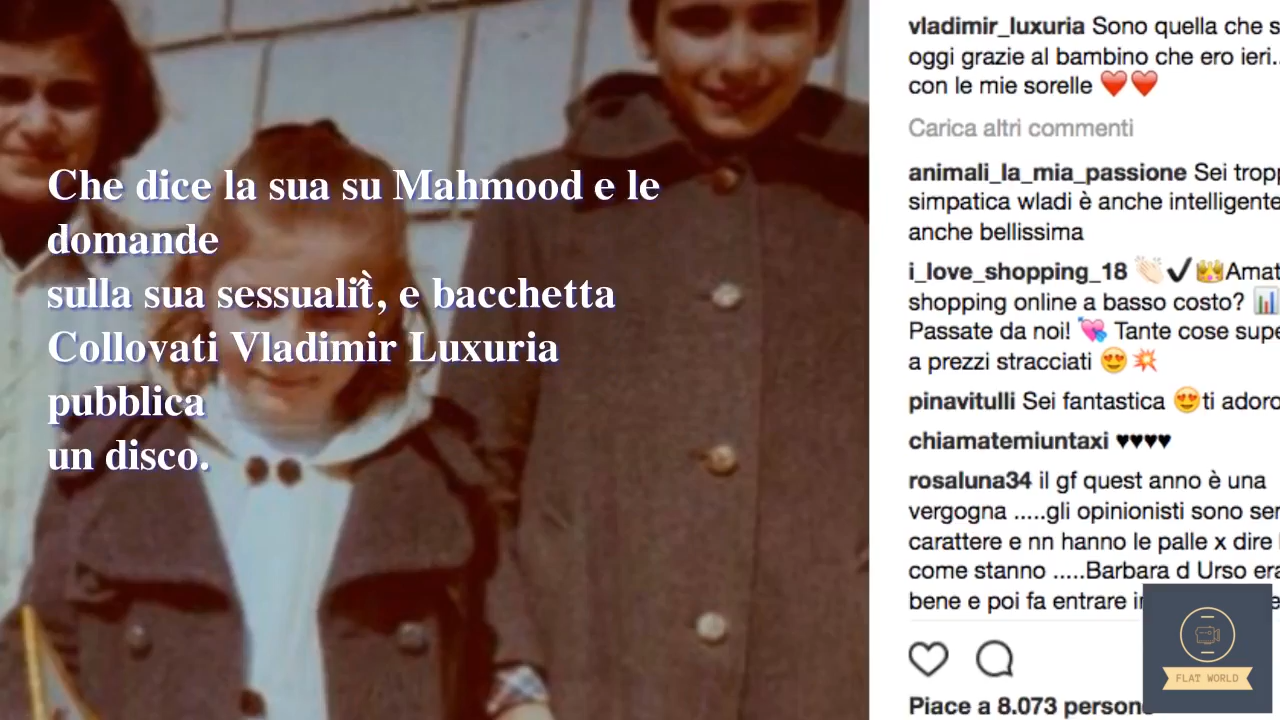 Che dice la sua su Mahmood e le
domande
sulla sua sessualit̀, e bacchetta
Collovati Vladimir Luxuria
pubblica
un disco.
vladimir_luxuria Sono quella che s
oggi grazie al bambino che ero ieri..
con le mie sorelle ❤️❤️
Carica altri commenti
animali_la_mia_passione Sei tropp
simpatica wladi è anche intelligente
anche bellissima
i_love_shopping_18 👏🏻✔👑Amat
shopping online a basso costo? 📊
Passate da noi! 💘 Tante cose supe
a prezzi stracciati 😍💥
pinavitulli Sei fantastica 😍ti adoro
chiamatemiuntaxi ♥♥♥♥
rosaluna34 il gf quest anno è una
vergogna .....gli opinionisti sono sen
carattere e nn hanno le palle x dire
come stanno .....Barbara d Urso era
bene e poi fa entrare
Piace a 8.073 persone
FLAT WORLD